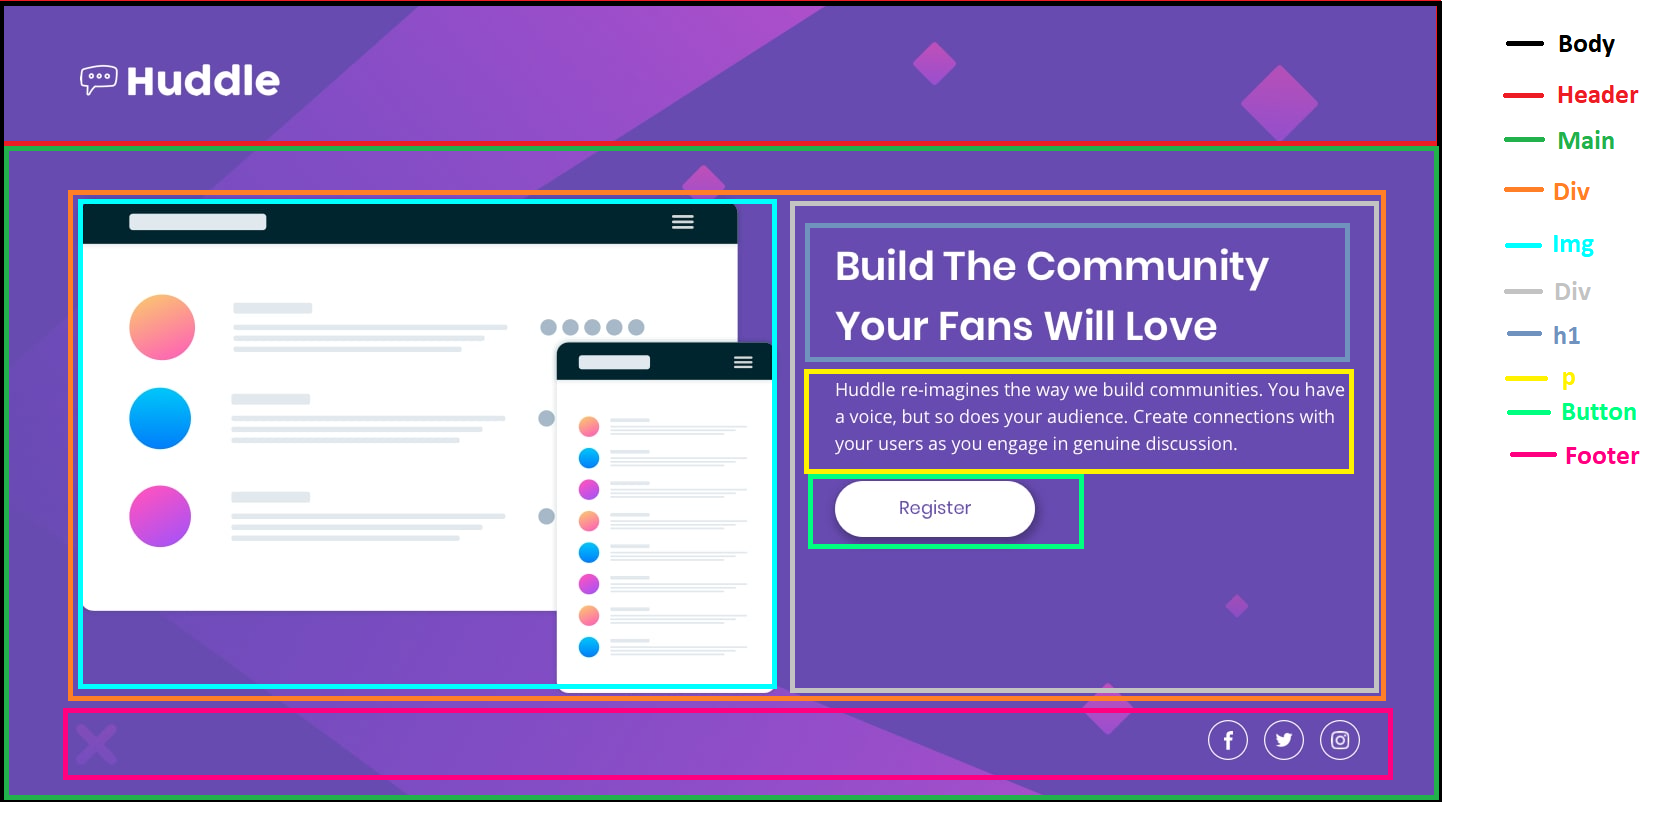 Huddle
Build The Community
Your Fans Will Love
Huddle re-imagines the way we build communities. You have
a voice, but so does your audience. Create connections with
your users as you engage in genuine discussion.
Register
Body
Header
Main
Div
Img
Div
h1
p
Button
Footer